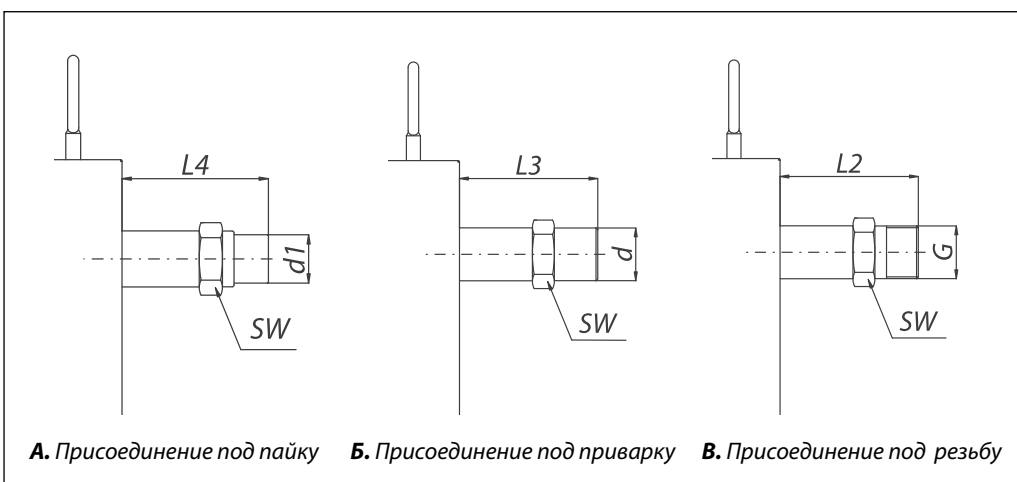 L4
L3
L2
d1
d
G
SW
SW
SW
А. Присоединение под пайку
Б. Присоединение под приварку
В. Присоединение под резьбу